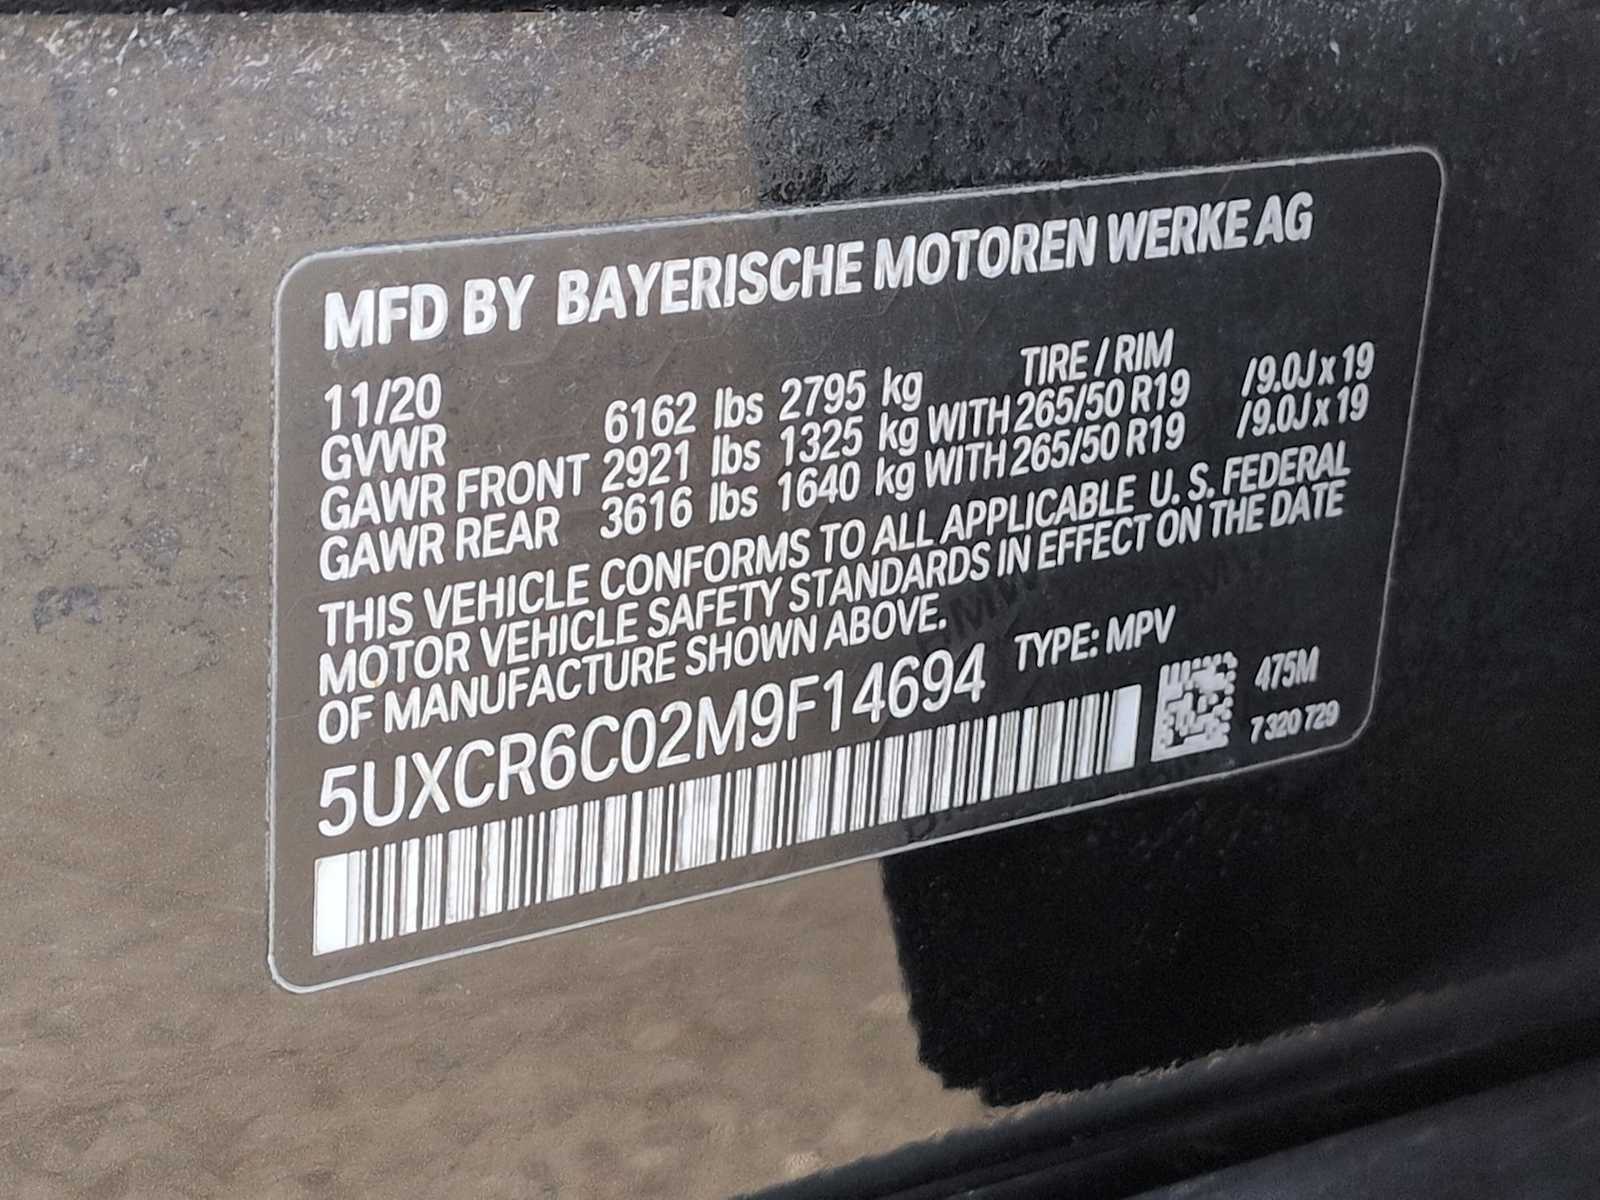 MFD BY BAYERISCHE MOTOREN WERKE AG
11/20 TIRE / RIM
GVWR 6162 lbs 2795 kg
GAWR FRONT 2921 lbs 1325 kg WITH 265/50 R19 /9.0J x 19
GAWR REAR 3616 lbs 1640 kg WITH 265/50 R19 /9.0J x 19
THIS VEHICLE CONFORMS TO ALL APPLICABLE U. S. FEDERAL
MOTOR VEHICLE SAFETY STANDARDS IN EFFECT ON THE DATE
OF MANUFACTURE SHOWN ABOVE.
5UXCR6C02M9F14694 TYPE: MPV
475M
7 320 729